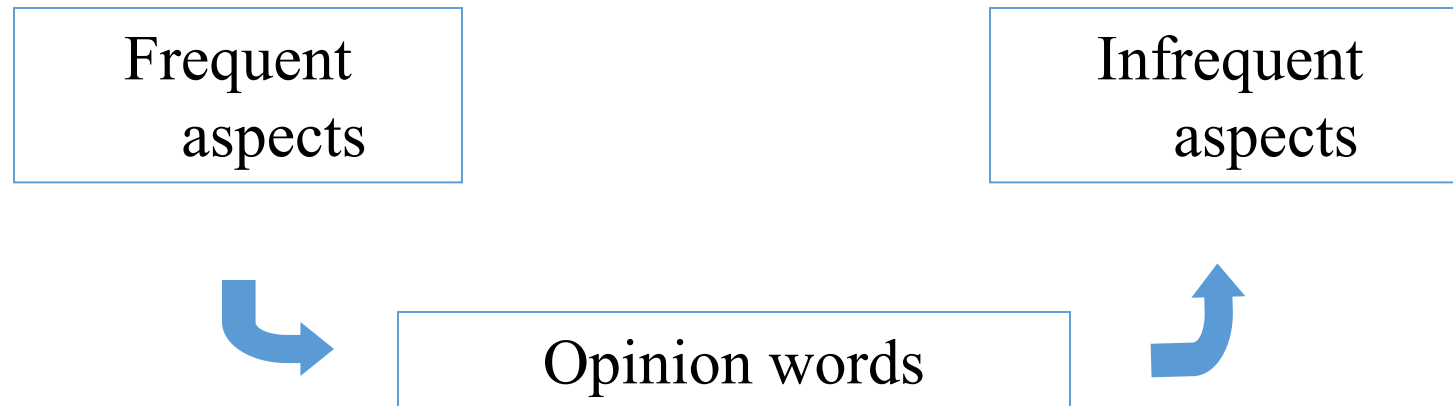 Frequent
aspects
Infrequent
aspects
Opinion words